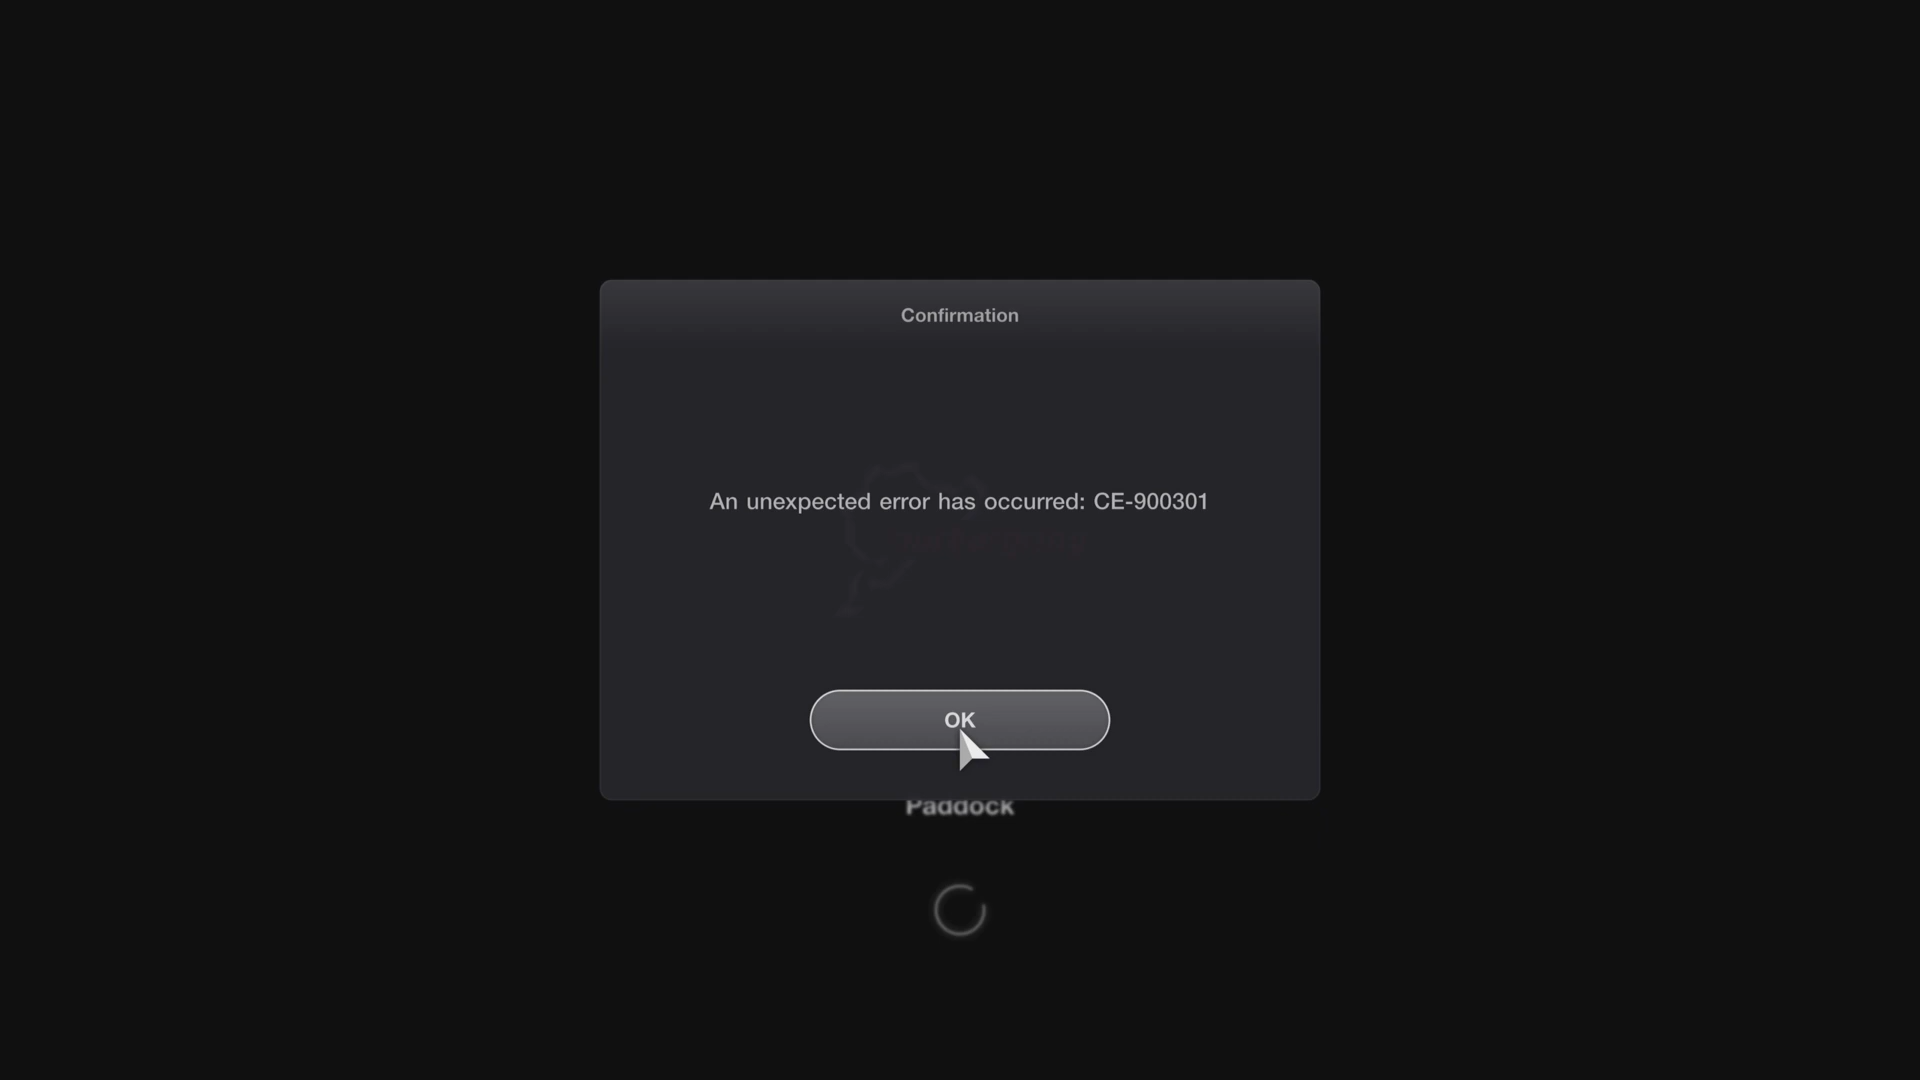 Confirmation
An unexpected error has occurred: CE-900301
OK
Paddock